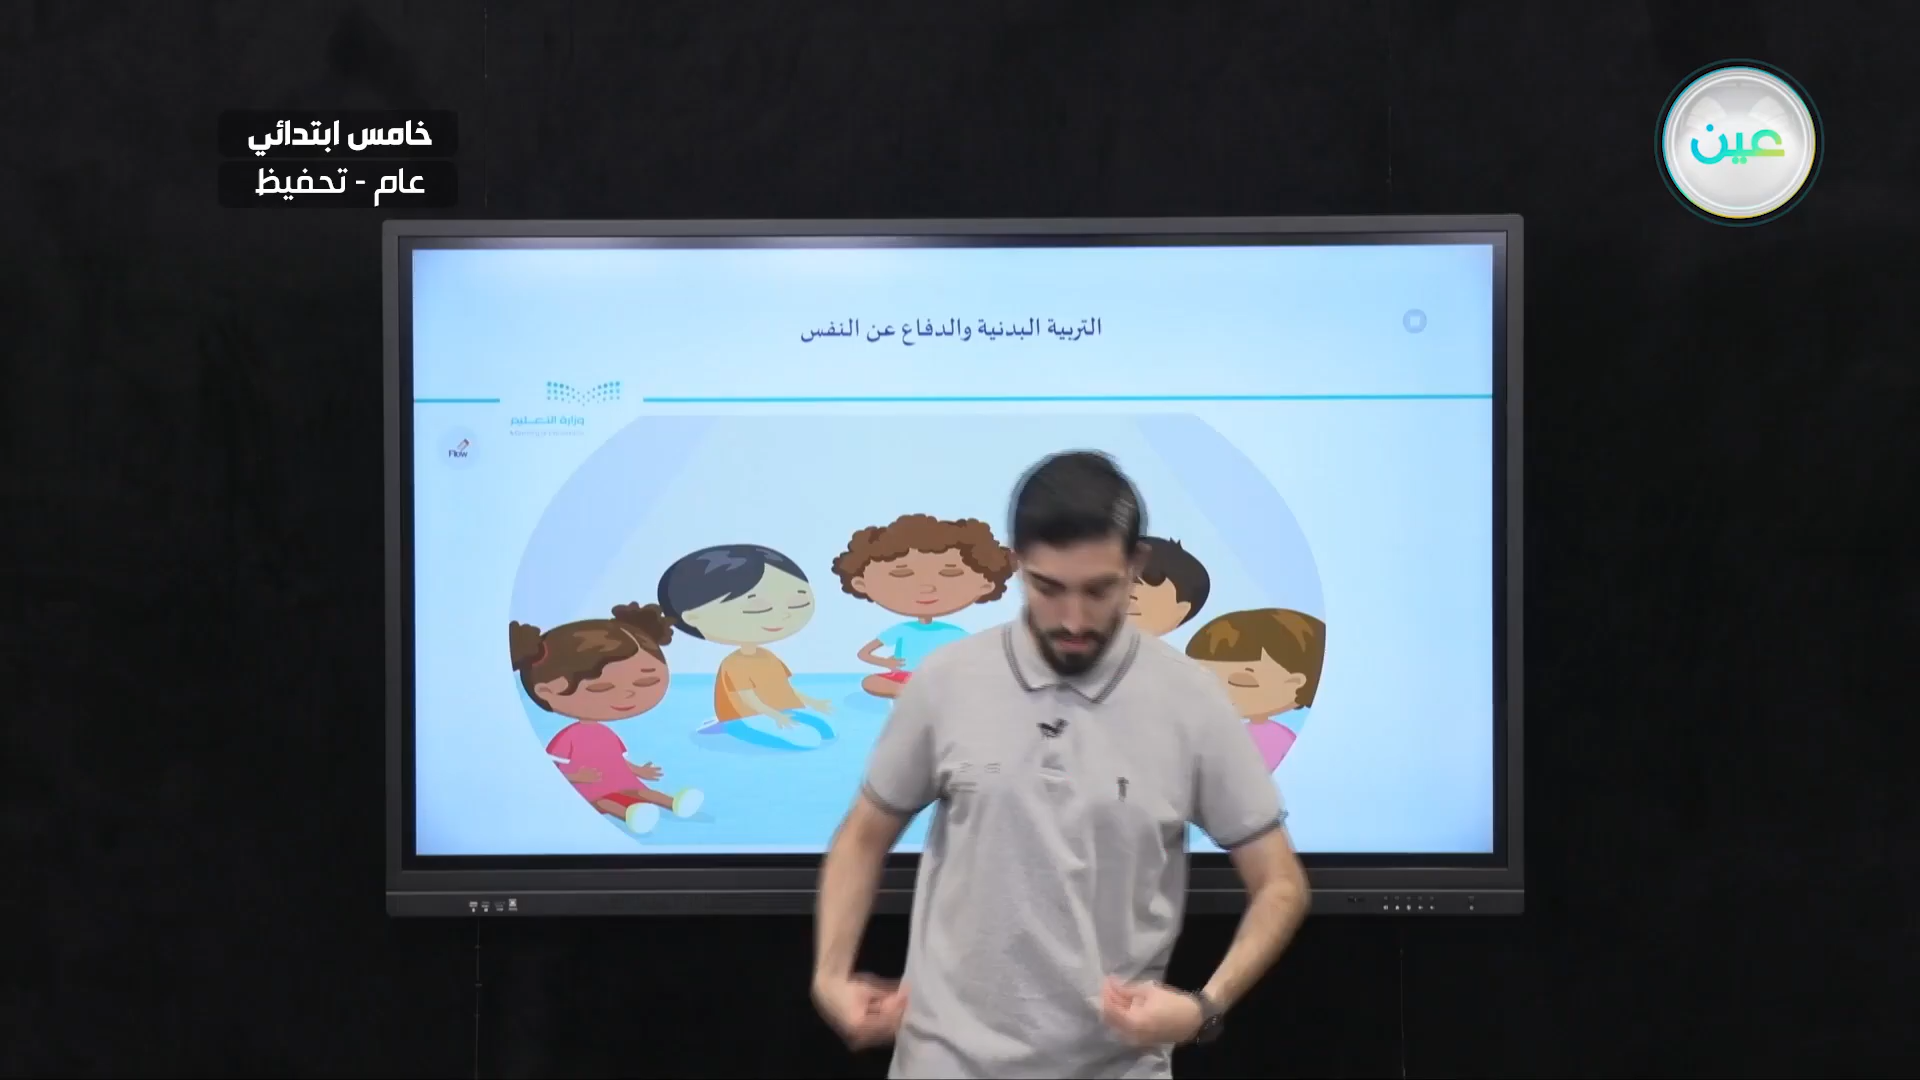 خامس ابتدائي
عام - تحفيظ
عين
التربية البدنية والدفاع عن النفس
وزارة التعليم
Flow